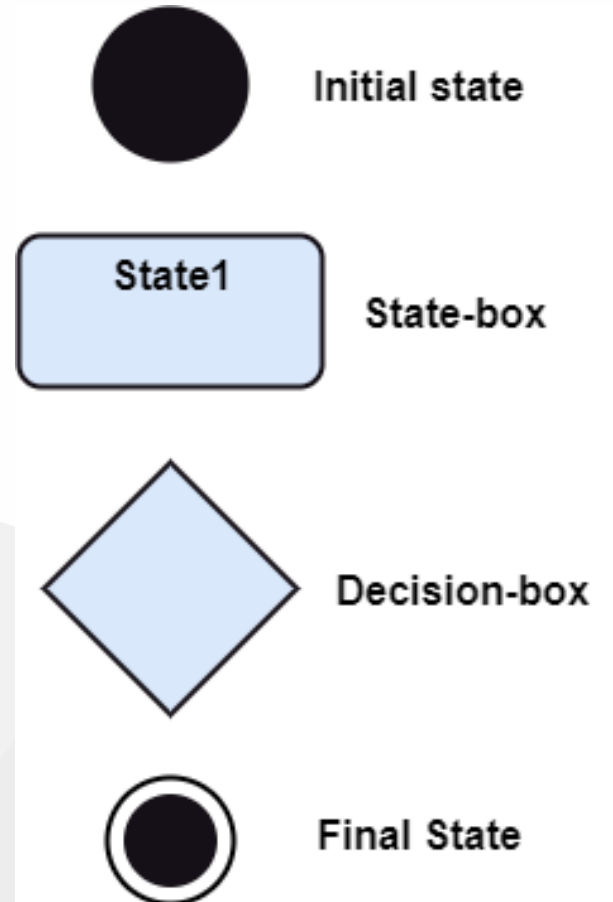 Initial state
State1
State-box
Decision-box
Final State